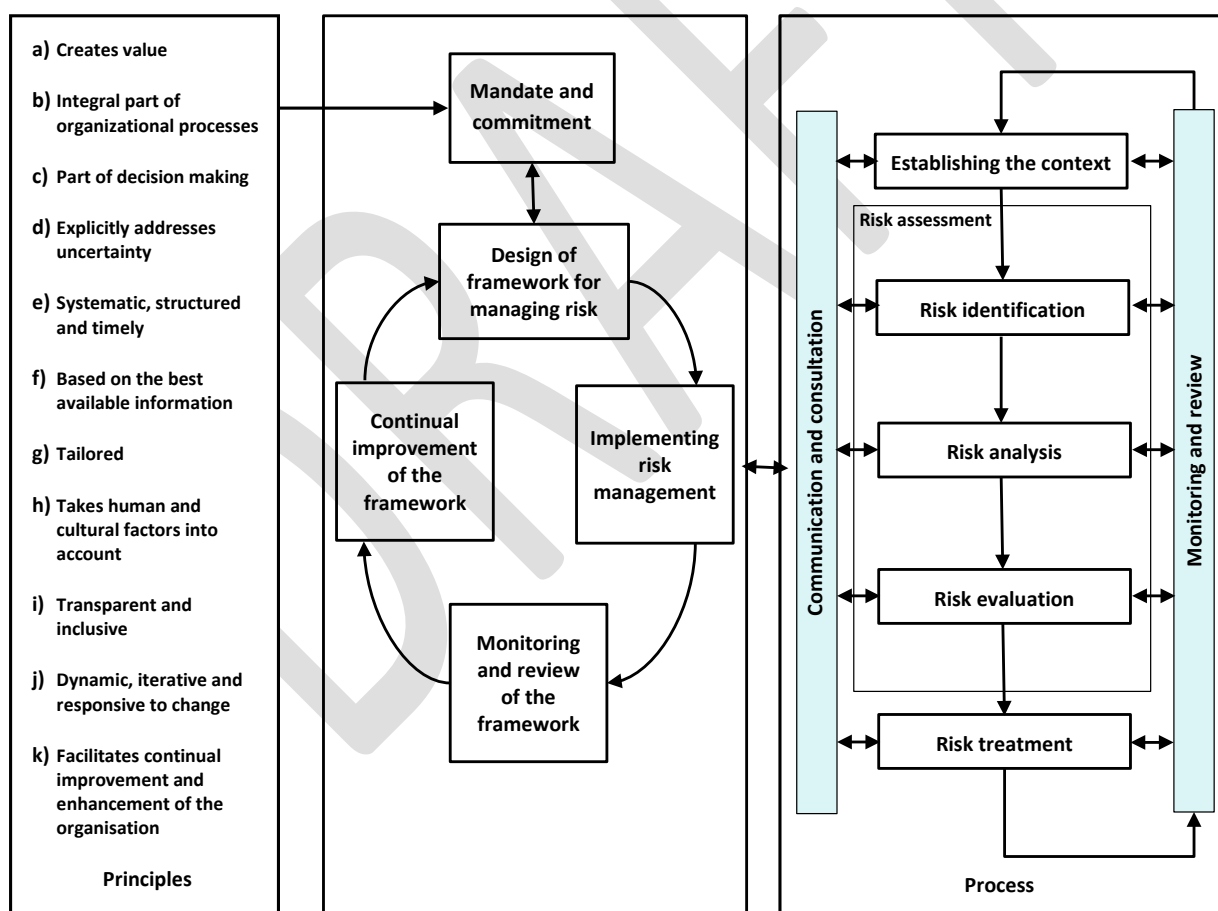 DRAFT
a) Creates value
b) Integral part of
organizational processes
c) Part of decision making
d) Explicitly addresses
uncertainty
e) Systematic, structured
and timely
f) Based on the best
available information
g) Tailored
h) Takes human and
cultural factors into
account
i) Transparent and
inclusive
j) Dynamic, iterative and
responsive to change
k) Facilitates continual
improvement and
enhancement of the
organisation
Principles
Mandate and
commitment
Design of
framework for
managing risk
Continual
improvement
of the
framework
Implementing
risk
management
Monitoring
and review
of the
framework
Communication and consultation
Establishing the context
Risk assessment
Risk identification
Risk analysis
Risk evaluation
Risk treatment
Monitoring and review
Process